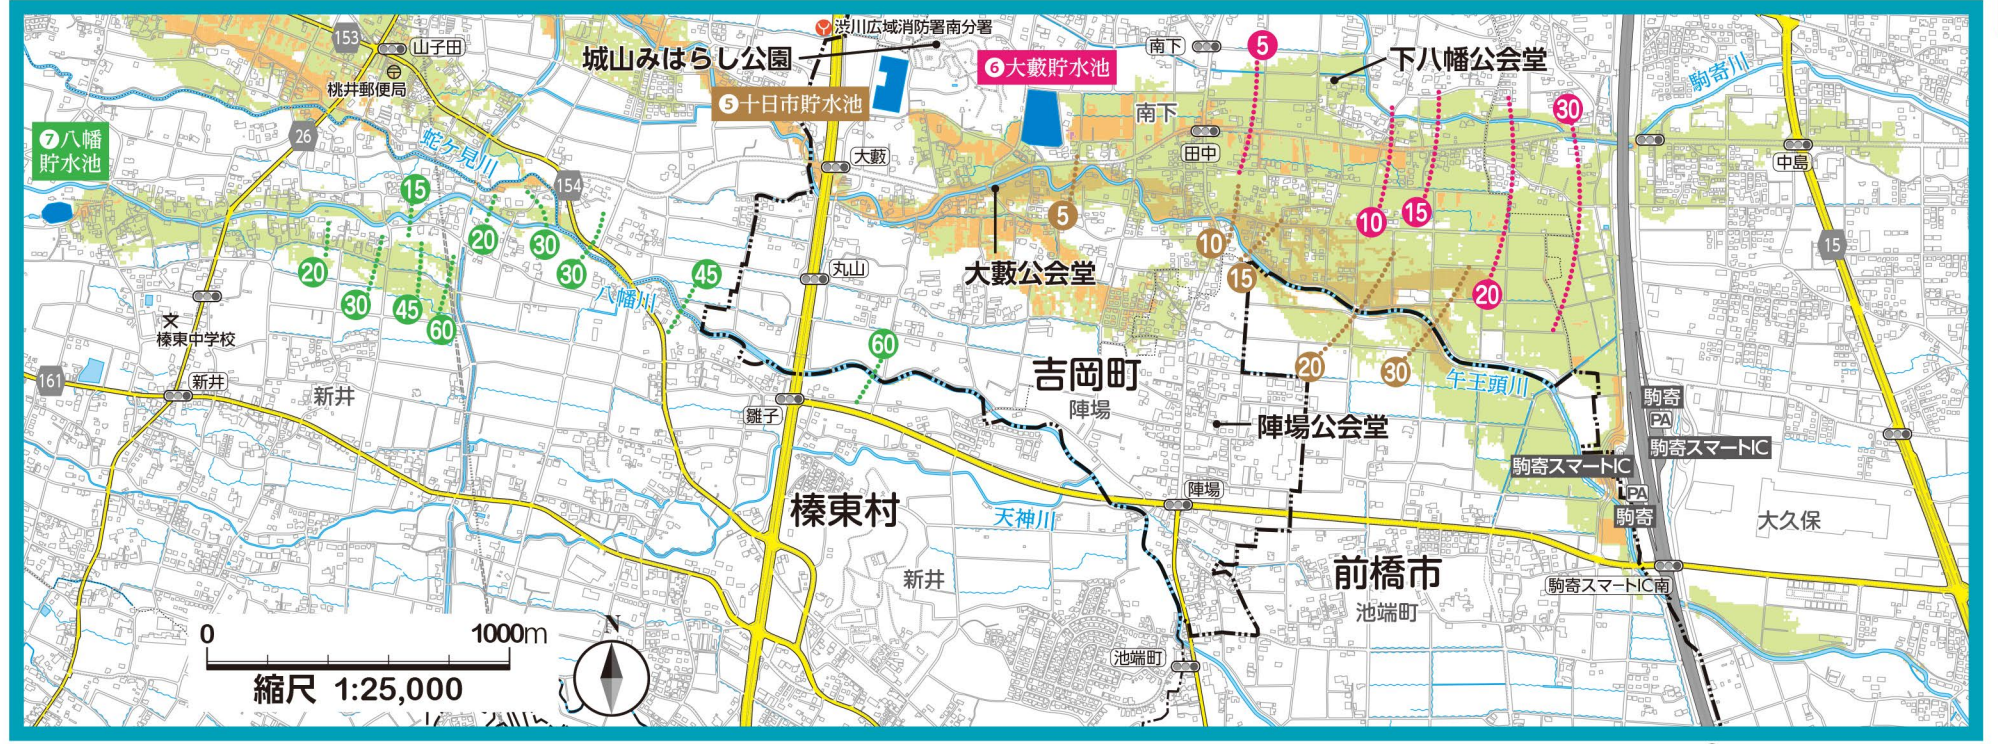 153
山子田
桃井郵便局
26
蛇ケ見川
154
❼八幡
貯水池
15
20
30
30
20
30
45
60
45
60
八幡川
榛東中学校
161
新井
新井
渋川広域消防署南分署
城山みはらし公園
❺十日市貯水池
❻大藪貯水池
大藪
丸山
雛子
大藪公会堂
南下
南下
田中
5
下八幡公会堂
駒寄川
30
10
15
20
5
10
15
20
30
中島
15
吉岡町
陣場
陣場公会堂
午王頭川
駒寄
PA
駒寄スマートIC
駒寄スマートIC
PA
駒寄
大久保
榛東村
天神川
陣場
新井
前橋市
池端町
駒寄スマートIC南
池端町
0
1000m
縮尺 1:25,000
N